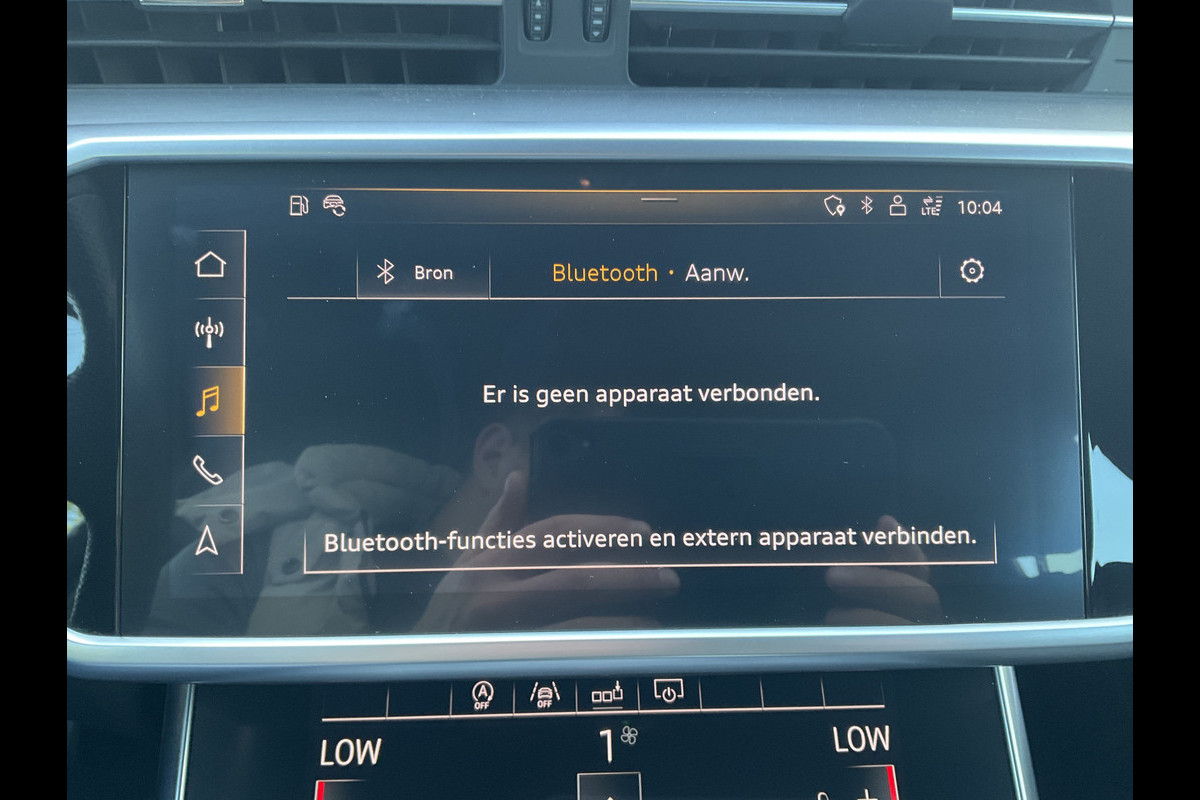 LTE 10:04
Bron Bluetooth • Aanw.
Er is geen apparaat verbonden.
Bluetooth-functies activeren en extern apparaat verbinden.
A OFF OFF
LOW 1 LOW